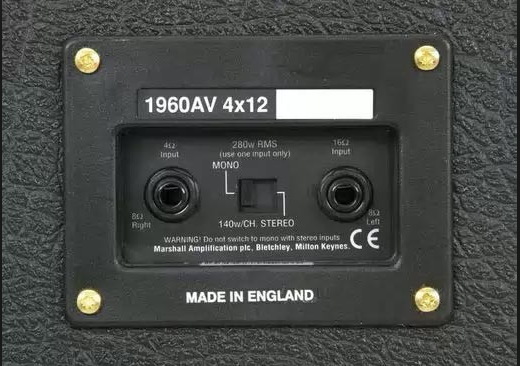 1960AV 4x12
4Ω
Input
280w RMS
(use one input only)
16Ω
Input
MONO
8Ω
Right
140w/CH. STEREO
8Ω
Left
WARNING! Do not switch to mono with stereo inputs
Marshall Amplification plc, Bletchley, Milton Keynes.
CE
MADE IN ENGLAND